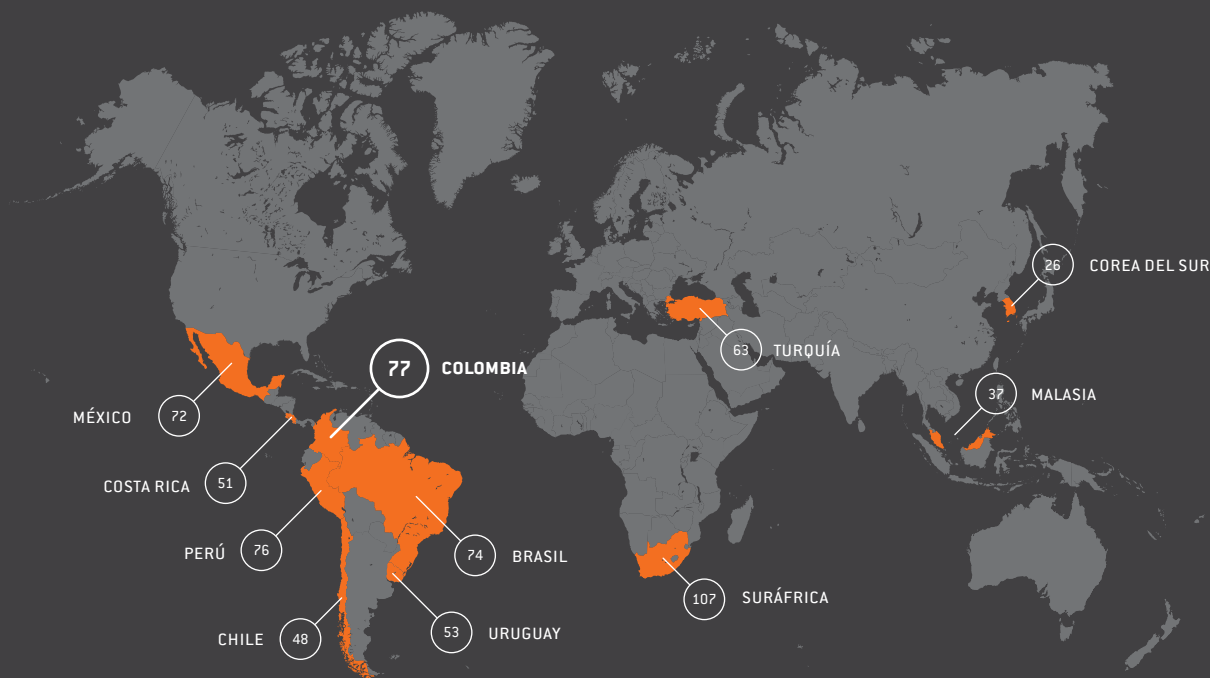 26 COREA DEL SUR
63 TURQUÍA
77 COLOMBIA
37 MALASIA
MÉXICO 72
COSTA RICA 51
PERÚ 76
74 BRASIL
107 SURÁFRICA
CHILE 48
53 URUGUAY